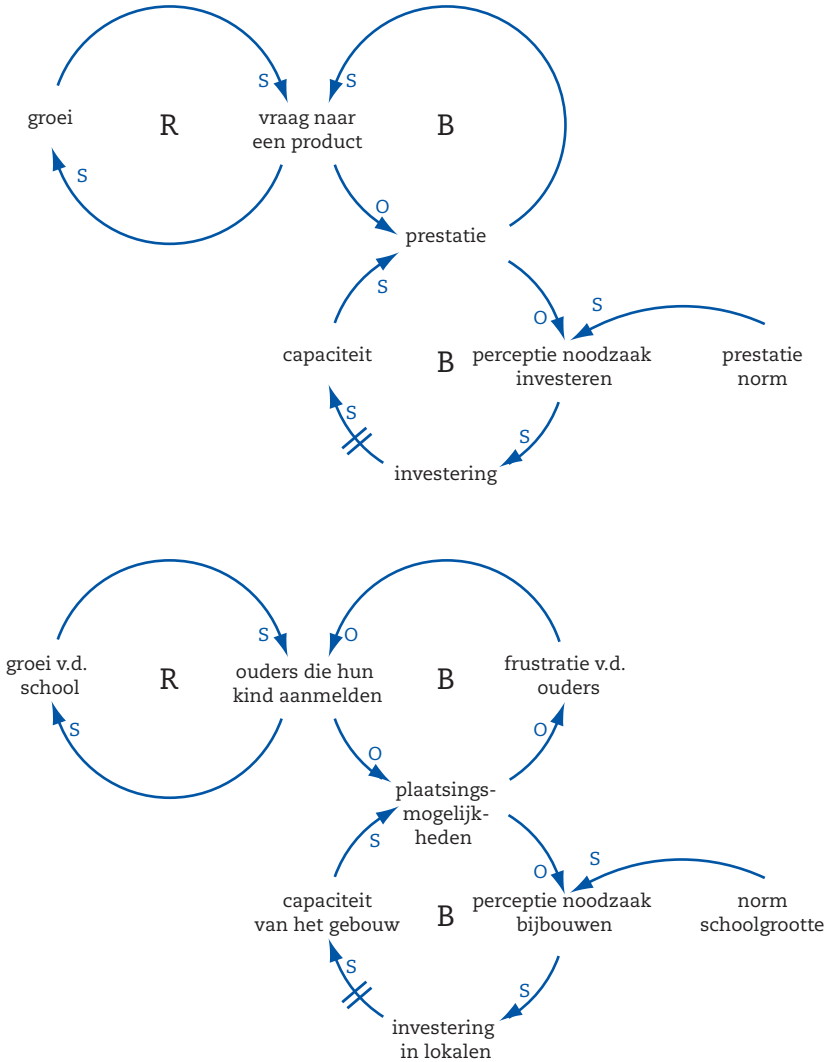 S
S
groei
R
vraag naar
een product
B
S
O
prestatie
S
O
S
capaciteit
B
perceptie noodzaak
investeren
prestatie
norm
S
S
investering
S
O
groei v.d.
school
R
ouders die hun
kind aanmelden
B
frustratie v.d.
ouders
S
O
O
plaatsings-
mogelijk-
heden
S
O
S
capaciteit
van het gebouw
B
perceptie noodzaak
bijbouwen
norm
schoolgrootte
S
S
investering
in lokalen